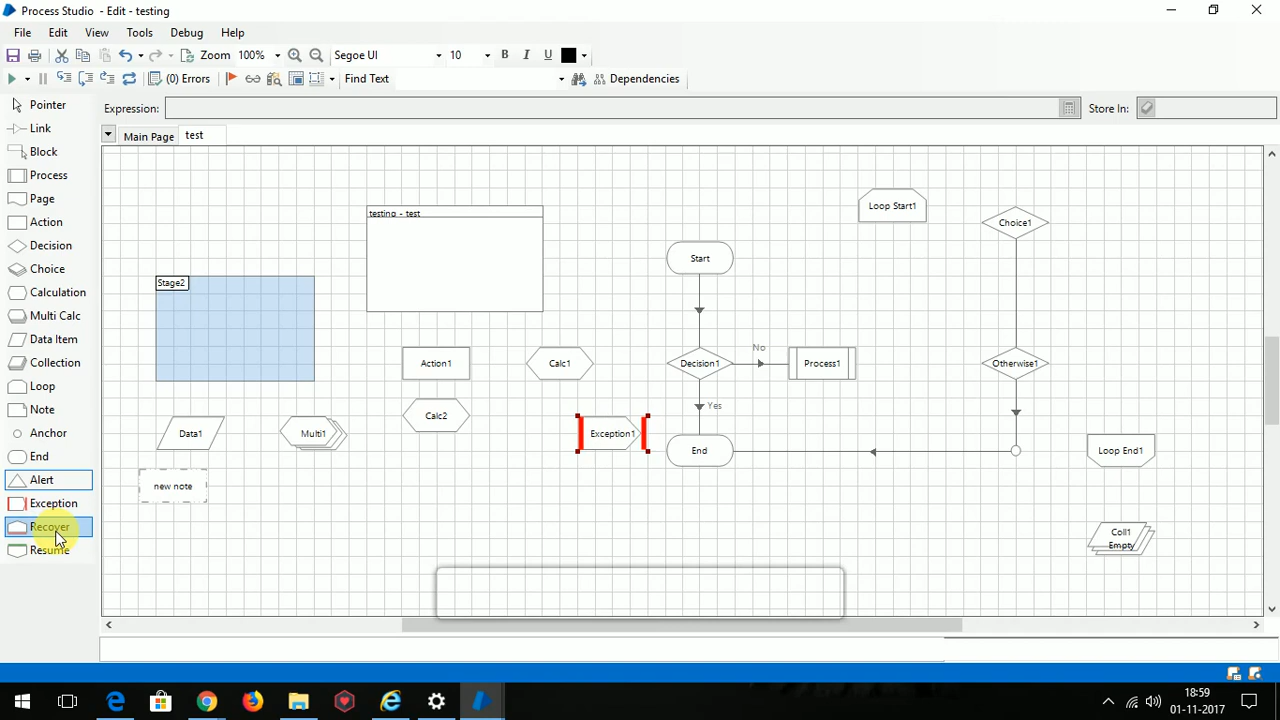 Process Studio - Edit - testing
File Edit View Tools Debug Help
Zoom 100% Segoe UI 10 B I U
(0) Errors Find Text Dependencies
Expression: Store In:
Pointer
Link
Block
Process
Page
Action
Decision
Choice
Calculation
Multi Calc
Data Item
Collection
Loop
Note
Anchor
End
Alert
Exception
Recover
Resume
Main Page test
Loop Start1
testing - test
Choice1
Start
Stage2
No
Action1 Calc1 Decision1 Process1 Otherwise1
Yes
Calc2
Data1 Multi1 Exception1
End Loop End1
new note
Coll1
Empty
18:59
01-11-2017